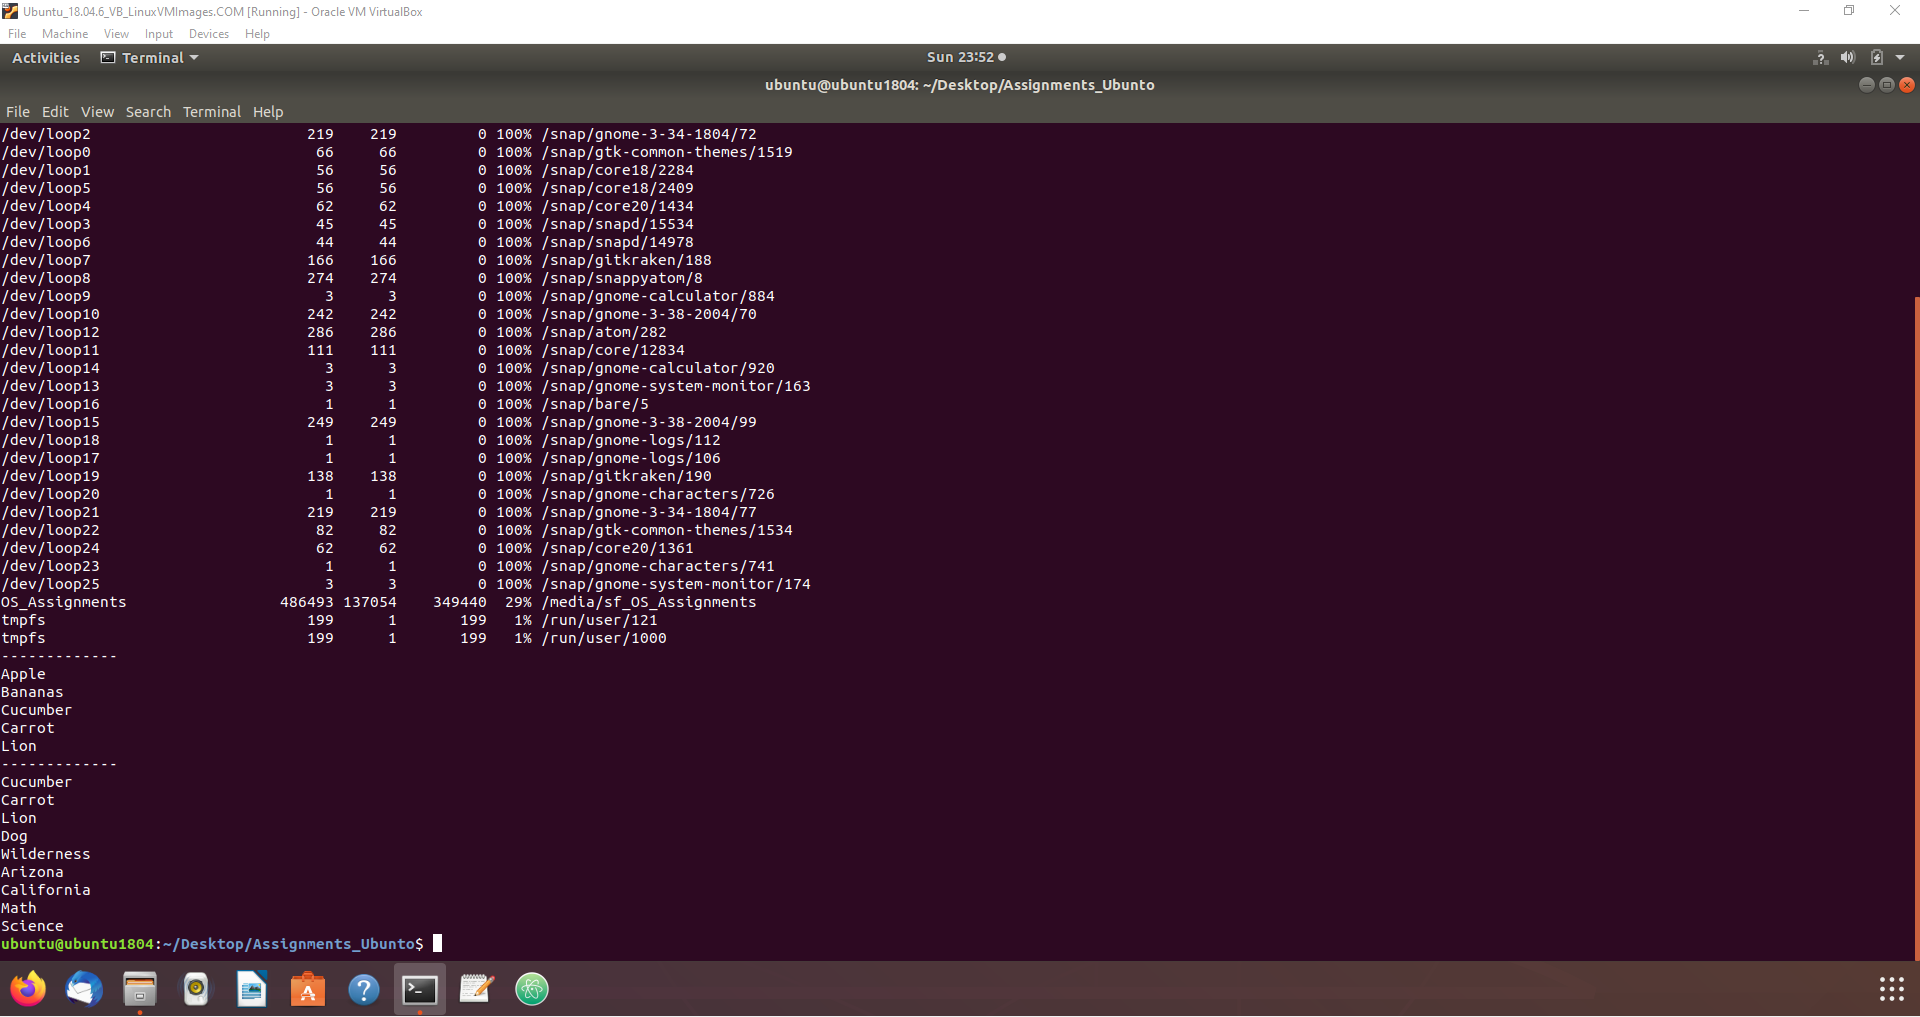 Ubuntu_18.04.6_VB_LinuxVMImages.COM [Running] - Oracle VM VirtualBox
File Machine View Input Devices Help
Activities Terminal Sun 23:52
ubuntu@ubuntu1804: ~/Desktop/Assignments_Ubunto
File Edit View Search Terminal Help
/dev/loop2 219 219 0 100% /snap/gnome-3-34-1804/72
/dev/loop0 66 66 0 100% /snap/gtk-common-themes/1519
/dev/loop1 56 56 0 100% /snap/core18/2284
/dev/loop5 56 56 0 100% /snap/core18/2409
/dev/loop4 62 62 0 100% /snap/core20/1434
/dev/loop3 45 45 0 100% /snap/snapd/15534
/dev/loop6 44 44 0 100% /snap/snapd/14978
/dev/loop7 166 166 0 100% /snap/gitkraken/188
/dev/loop8 274 274 0 100% /snap/snappyatom/8
/dev/loop9 3 3 0 100% /snap/gnome-calculator/884
/dev/loop10 242 242 0 100% /snap/gnome-3-38-2004/70
/dev/loop12 286 286 0 100% /snap/atom/282
/dev/loop11 111 111 0 100% /snap/core/12834
/dev/loop14 3 3 0 100% /snap/gnome-calculator/920
/dev/loop13 3 3 0 100% /snap/gnome-system-monitor/163
/dev/loop16 1 1 0 100% /snap/bare/5
/dev/loop15 249 249 0 100% /snap/gnome-3-38-2004/99
/dev/loop18 1 1 0 100% /snap/gnome-logs/112
/dev/loop17 1 1 0 100% /snap/gnome-logs/106
/dev/loop19 138 138 0 100% /snap/gitkraken/190
/dev/loop20 1 1 0 100% /snap/gnome-characters/726
/dev/loop21 219 219 0 100% /snap/gnome-3-34-1804/77
/dev/loop22 82 82 0 100% /snap/gtk-common-themes/1534
/dev/loop24 62 62 0 100% /snap/core20/1361
/dev/loop23 1 1 0 100% /snap/gnome-characters/741
/dev/loop25 3 3 0 100% /snap/gnome-system-monitor/174
OS_Assignments 486493 137054 349440 29% /media/sf_OS_Assignments
tmpfs 199 1 199 1% /run/user/121
tmpfs 199 1 199 1% /run/user/1000
-------------
Apple
Bananas
Cucumber
Carrot
Lion
-------------
Cucumber
Carrot
Lion
Dog
Wilderness
Arizona
California
Math
Science
ubuntu@ubuntu1804:~/Desktop/Assignments_Ubunto$